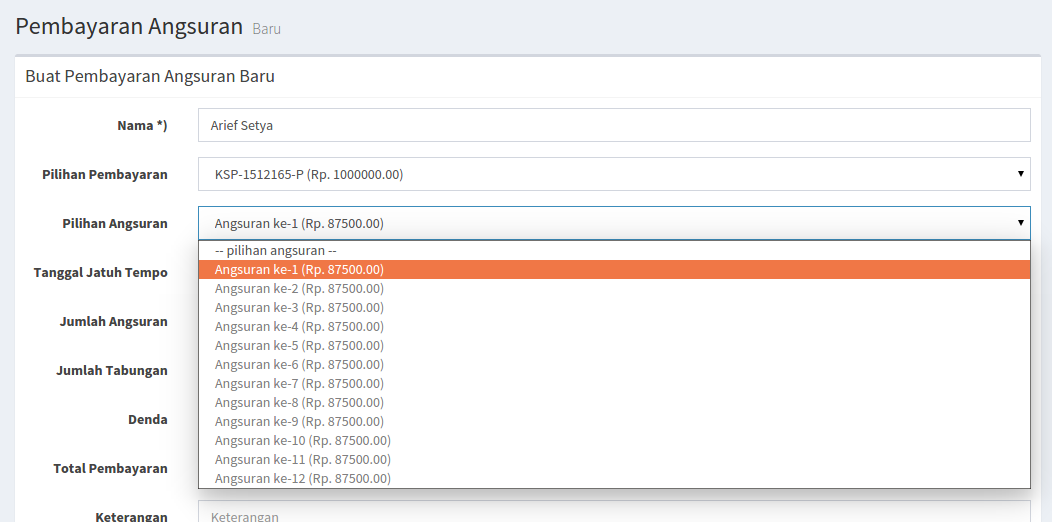 Pembayaran Angsuran Baru
Buat Pembayaran Angsuran Baru
Nama *) Arief Setya
Pilihan Pembayaran KSP-1512165-P (Rp. 1000000.00)
Pilihan Angsuran Angsuran ke-1 (Rp. 87500.00)
-- pilihan angsuran --
Angsuran ke-1 (Rp. 87500.00)
Tanggal Jatuh Tempo
Angsuran ke-2 (Rp. 87500.00)
Angsuran ke-3 (Rp. 87500.00)
Jumlah Angsuran
Angsuran ke-4 (Rp. 87500.00)
Angsuran ke-5 (Rp. 87500.00)
Angsuran ke-6 (Rp. 87500.00)
Jumlah Tabungan
Angsuran ke-7 (Rp. 87500.00)
Angsuran ke-8 (Rp. 87500.00)
Denda
Angsuran ke-9 (Rp. 87500.00)
Angsuran ke-10 (Rp. 87500.00)
Angsuran ke-11 (Rp. 87500.00)
Total Pembayaran
Angsuran ke-12 (Rp. 87500.00)
Keterangan Keterangan